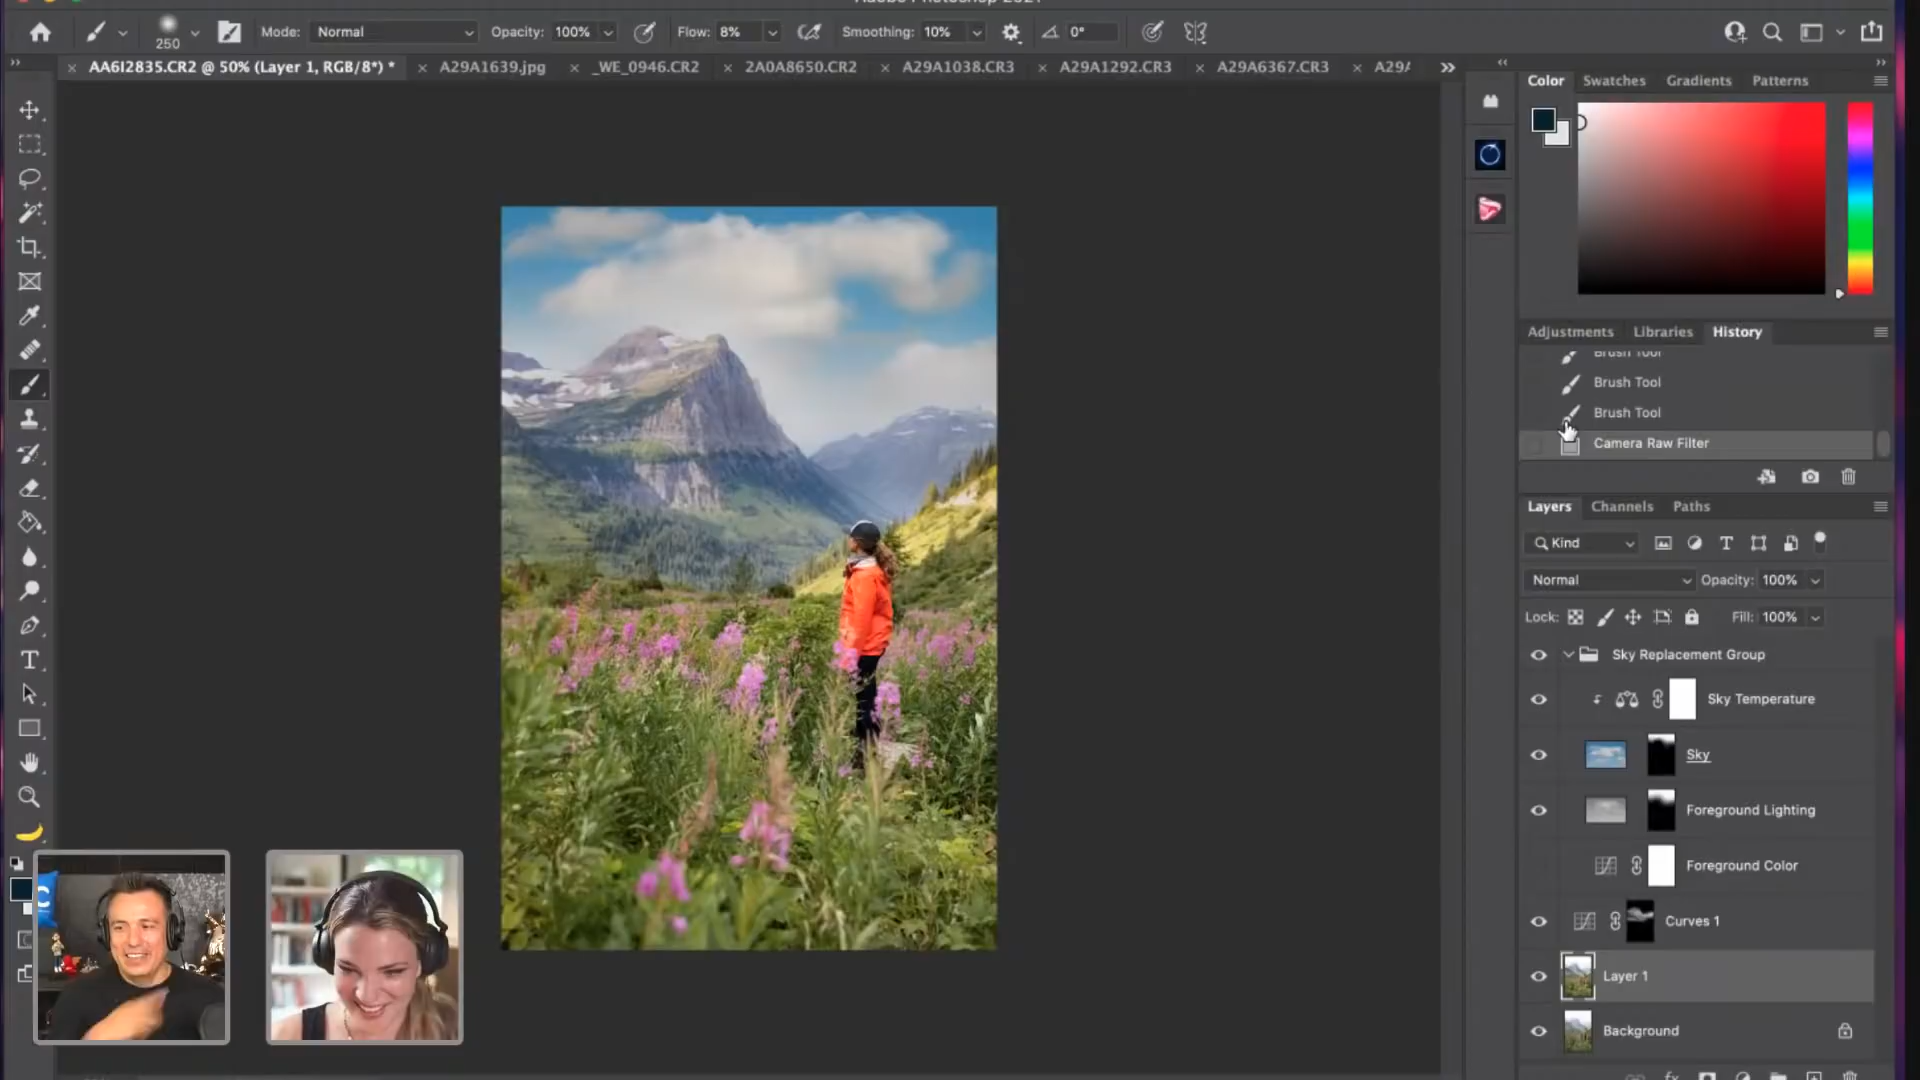 Adobe Photoshop 2021
250
Mode: Normal
Opacity: 100%
Flow: 8%
Smoothing: 10%
0°
AA6I2835.CR2 @ 50% (Layer 1, RGB/8*) *
A29A1639.jpg
_WE_0946.CR2
2A0A8650.CR2
A29A1038.CR3
A29A1292.CR3
A29A6367.CR3
A29A
Color
Swatches
Gradients
Patterns
Adjustments
Libraries
History
Brush Tool
Brush Tool
Brush Tool
Camera Raw Filter
Layers
Channels
Paths
Kind
Normal
Opacity: 100%
Lock:
Fill: 100%
Sky Replacement Group
Sky Temperature
Sky
Foreground Lighting
Foreground Color
Curves 1
Layer 1
Background